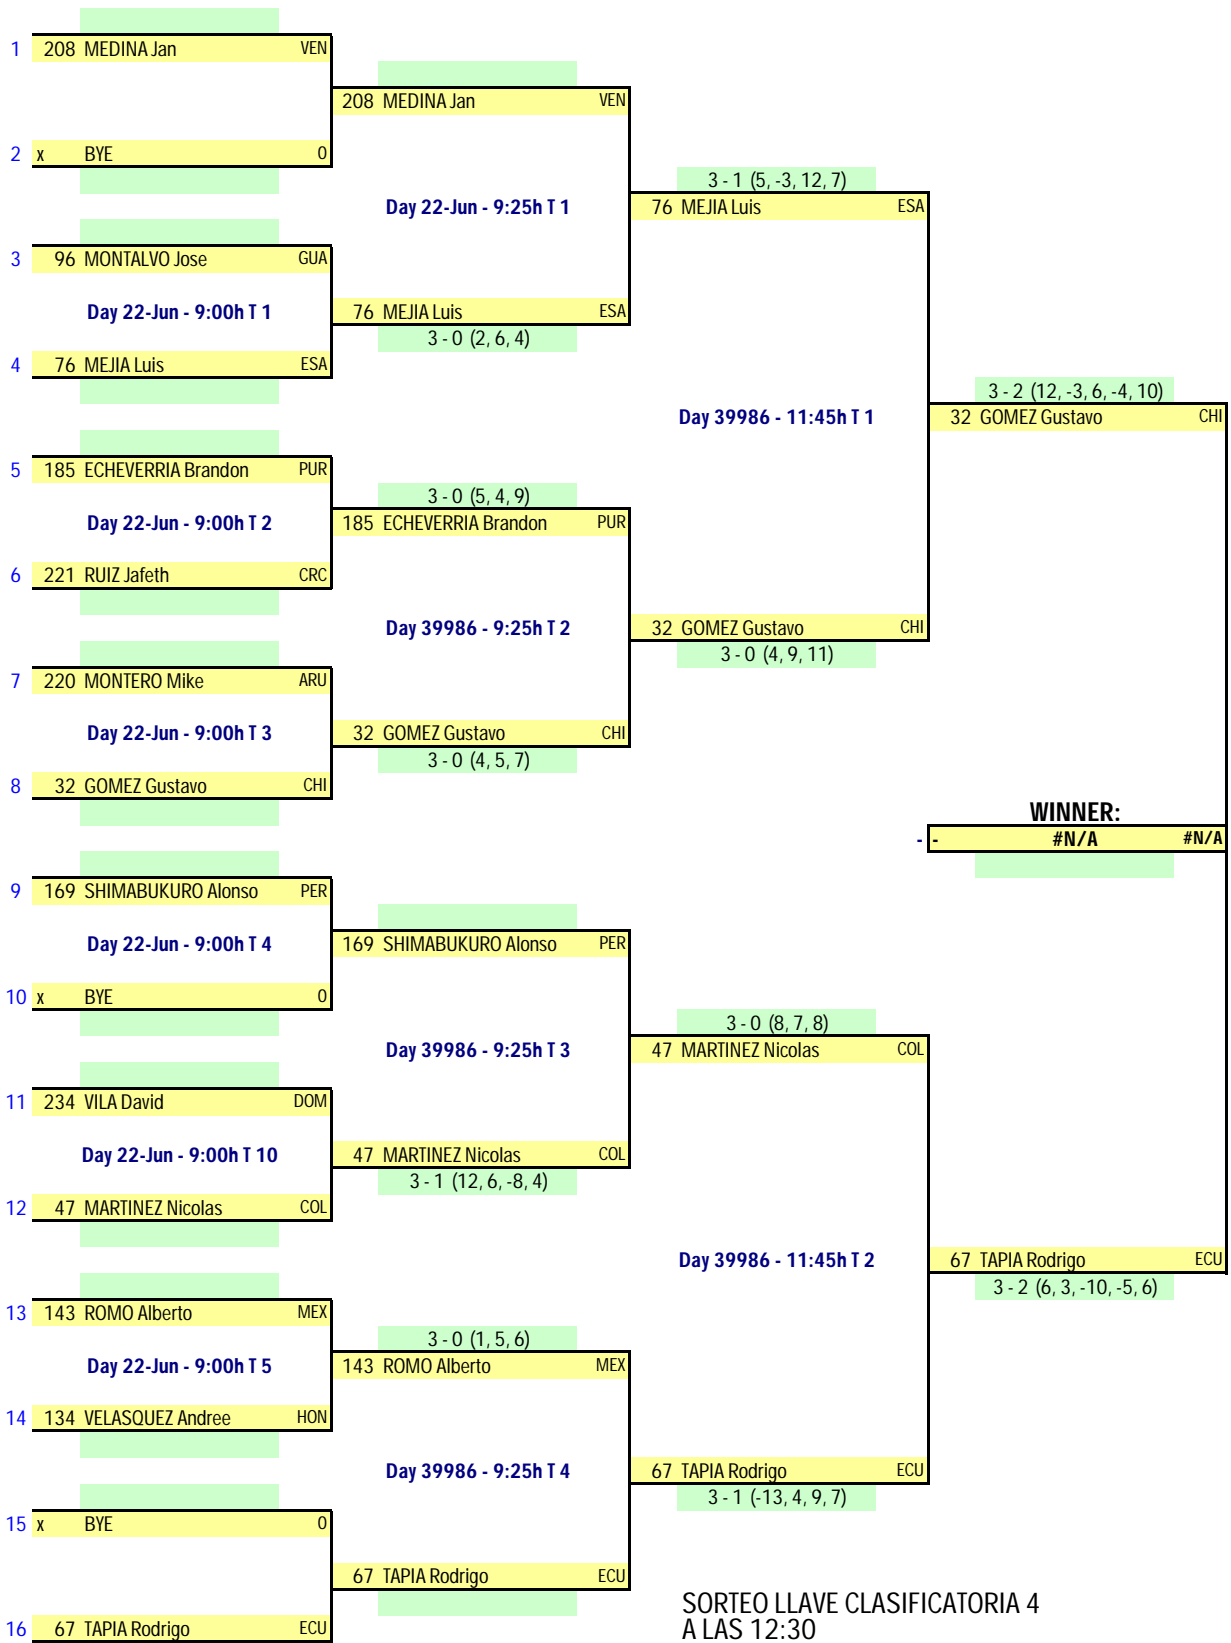 1 208 MEDINA Jan VEN
208 MEDINA Jan VEN
2 x BYE 0
3 - 1 (5, -3, 12, 7)
Day 22-Jun - 9:25h T 1
76 MEJIA Luis ESA
3 96 MONTALVO Jose GUA
Day 22-Jun - 9:00h T 1
76 MEJIA Luis ESA
3 - 0 (2, 6, 4)
4 76 MEJIA Luis ESA
3 - 2 (12, -3, 6, -4, 10)
Day 39986 - 11:45h T 1
32 GOMEZ Gustavo CHI
5 185 ECHEVERRIA Brandon PUR
3 - 0 (5, 4, 9)
Day 22-Jun - 9:00h T 2
185 ECHEVERRIA Brandon PUR
6 221 RUIZ Jafeth CRC
Day 39986 - 9:25h T 2
32 GOMEZ Gustavo CHI
3 - 0 (4, 9, 11)
7 220 MONTERO Mike ARU
Day 22-Jun - 9:00h T 3
32 GOMEZ Gustavo CHI
3 - 0 (4, 5, 7)
8 32 GOMEZ Gustavo CHI
WINNER:
- - #N/A #N/A
9 169 SHIMABUKURO Alonso PER
Day 22-Jun - 9:00h T 4
169 SHIMABUKURO Alonso PER
10 x BYE 0
3 - 0 (8, 7, 8)
Day 39986 - 9:25h T 3
47 MARTINEZ Nicolas COL
11 234 VILA David DOM
Day 22-Jun - 9:00h T 10
47 MARTINEZ Nicolas COL
3 - 1 (12, 6, -8, 4)
12 47 MARTINEZ Nicolas COL
Day 39986 - 11:45h T 2
67 TAPIA Rodrigo ECU
3 - 2 (6, 3, -10, -5, 6)
13 143 ROMO Alberto MEX
3 - 0 (1, 5, 6)
Day 22-Jun - 9:00h T 5
143 ROMO Alberto MEX
14 134 VELASQUEZ Andree HON
Day 39986 - 9:25h T 4
67 TAPIA Rodrigo ECU
3 - 1 (-13, 4, 9, 7)
15 x BYE 0
67 TAPIA Rodrigo ECU
16 67 TAPIA Rodrigo ECU
SORTEO LLAVE CLASIFICATORIA 4
A LAS 12:30